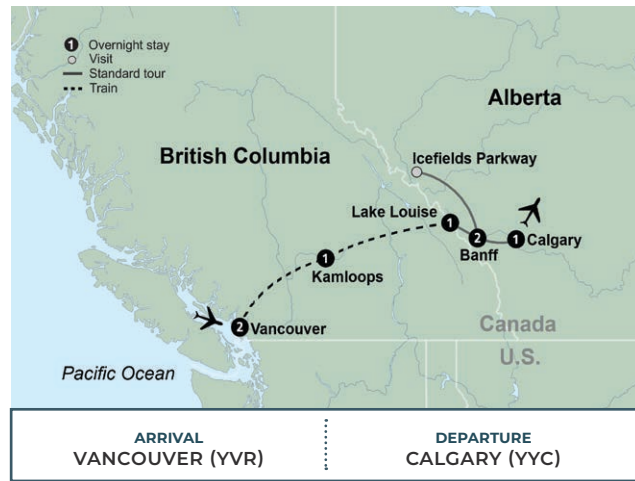 1 Overnight stay
Visit
Standard tour
Train
Alberta
British Columbia
Icefields Parkway
Lake Louise
1
2
1 Calgary
Banff
1
Kamloops
2 Vancouver
Canada
U.S.
Pacific Ocean
ARRIVAL
VANCOUVER (YVR)
DEPARTURE
CALGARY (YYC)